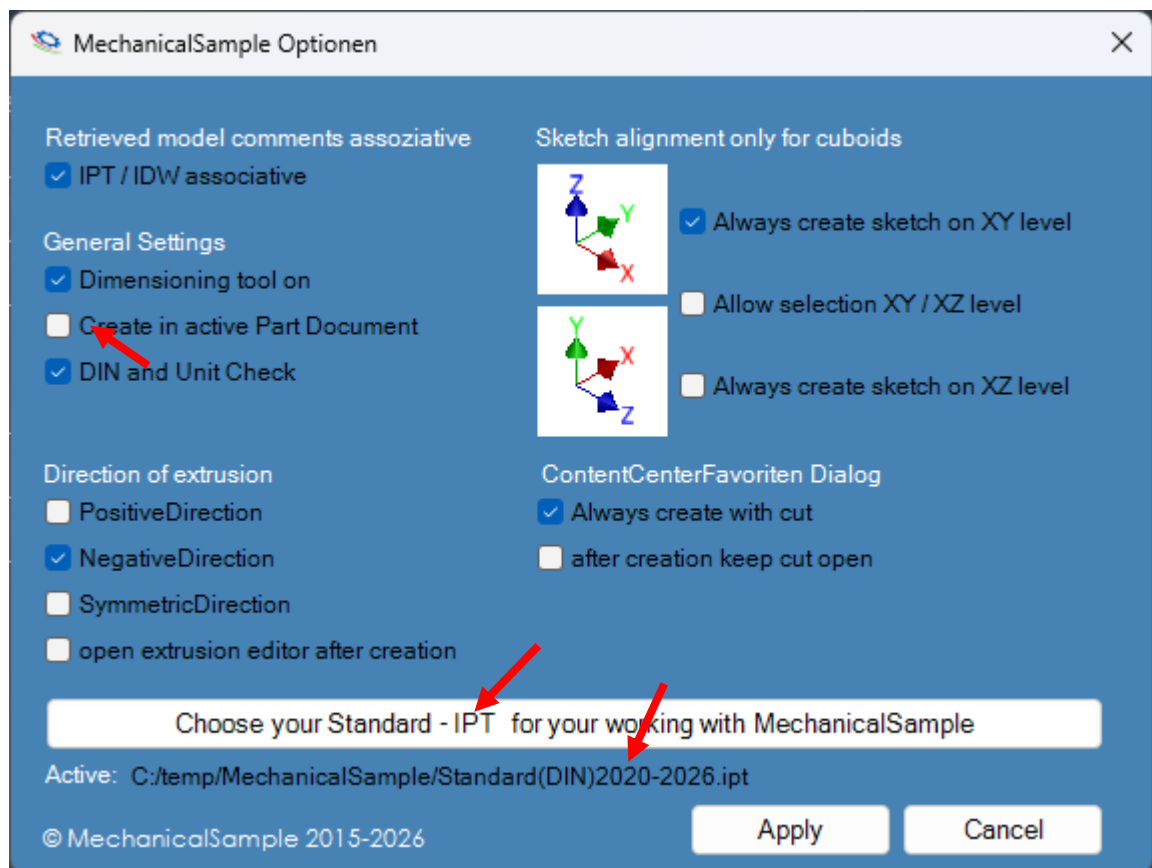 MechanicalSample Optionen
Retrieved model comments assoziative
IPT / IDW associative
General Settings
Dimensioning tool on
Create in active Part Document
DIN and Unit Check
Sketch alignment only for cuboids
Z
Y
X
Always create sketch on XY level
Allow selection XY / XZ level
Y
X
Z
Always create sketch on XZ level
Direction of extrusion
PositiveDirection
NegativeDirection
SymmetricDirection
open extrusion editor after creation
ContentCenterFavoriten Dialog
Always create with cut
after creation keep cut open
Choose your Standard - IPT for your working with MechanicalSample
Active: C:/temp/MechanicalSample/Standard(DIN)2020-2026.ipt
© MechanicalSample 2015-2026
Apply
Cancel